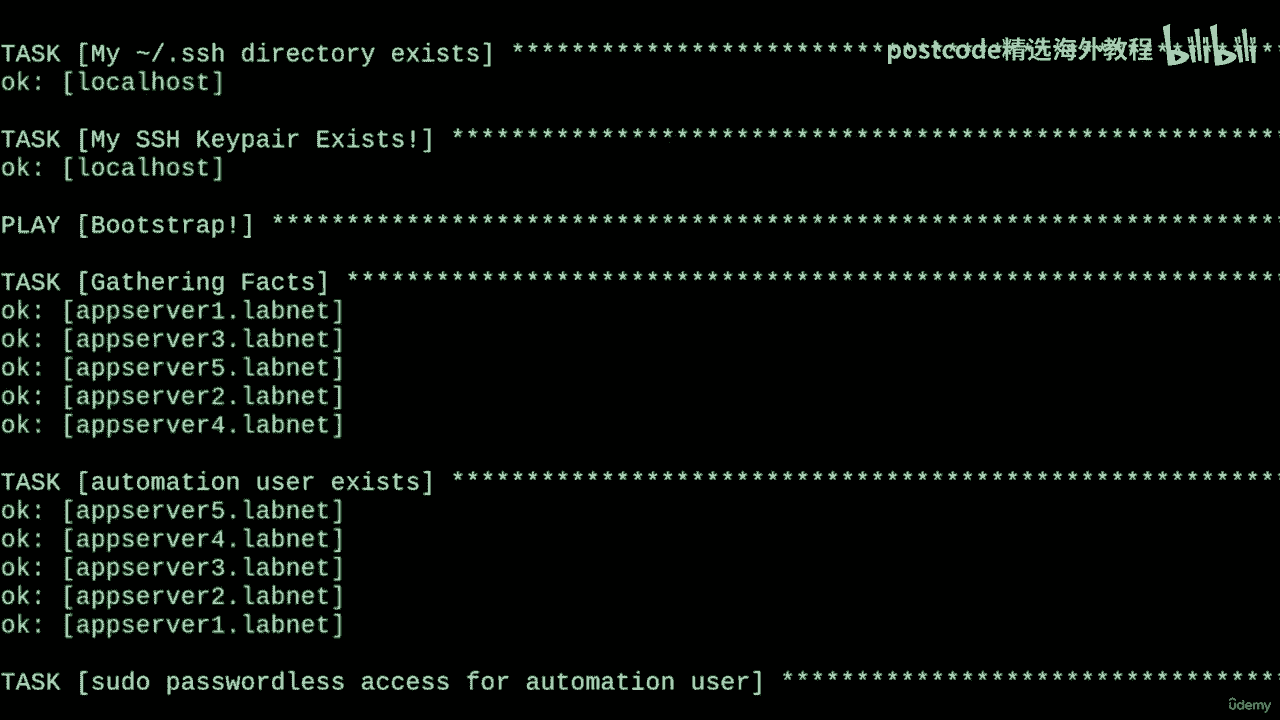 TASK [My ~/.ssh directory exists] ****************************************************
postcode精选海外教程 bilibili
ok: [localhost]
TASK [My SSH Keypair Exists!] ********************************************************
ok: [localhost]
PLAY [Bootstrap!] ********************************************************************
TASK [Gathering Facts] ***************************************************************
ok: [appserver1.labnet]
ok: [appserver3.labnet]
ok: [appserver5.labnet]
ok: [appserver2.labnet]
ok: [appserver4.labnet]
TASK [automation user exists] ********************************************************
ok: [appserver5.labnet]
ok: [appserver4.labnet]
ok: [appserver3.labnet]
ok: [appserver2.labnet]
ok: [appserver1.labnet]
TASK [sudo passwordless access for automation user] **********************************
udemy